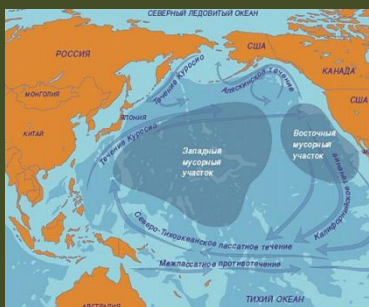 СЕВЕРНЫЙ ЛЕДОВИТЫЙ ОКЕАН
РОССИЯ
США
КАНАДА
Течение Куросио
Аляскинское течение
МОНГОЛИЯ
США
ЯПОНИЯ
КИТАЙ
Течение Куросио
Западный
мусорный
участок
Восточный
мусорный
участок
Калифорнийское течение
Северо-Тихоокеанское пассатное течение
Межпассатное противотечение
ТИХИЙ ОКЕАН
АВСТРАЛИЯ